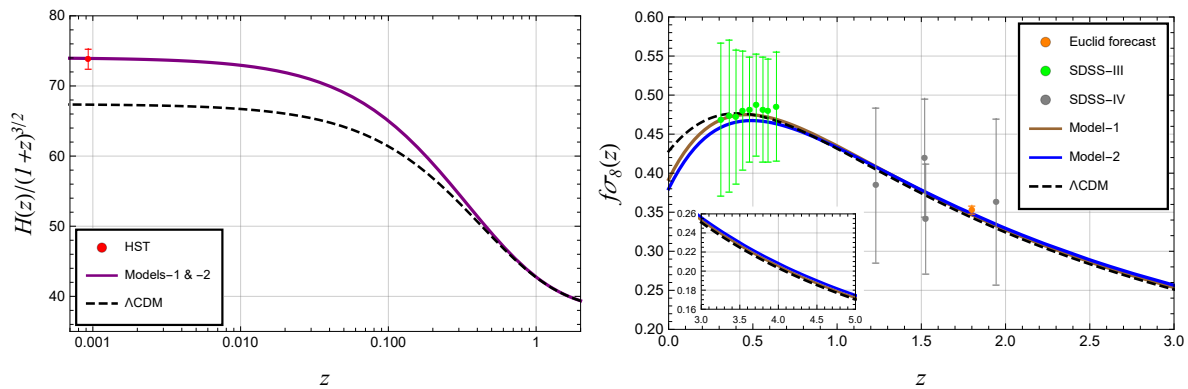 H(z)/(1+z)^{3/2}
80
70
60
50
40
HST
Models-1 & -2
ΛCDM
0.001 0.010 0.100 1
z
fσ₈(z)
0.60
0.55
0.50
0.45
0.40
0.35
0.30
0.25
0.20
Euclid forecast
SDSS-III
SDSS-IV
Model-1
Model-2
ΛCDM
0.26
0.24
0.22
0.20
0.18
0.16
3.0 3.5 4.0 4.5 5.0
0.0 0.5 1.0 1.5 2.0 2.5 3.0
z